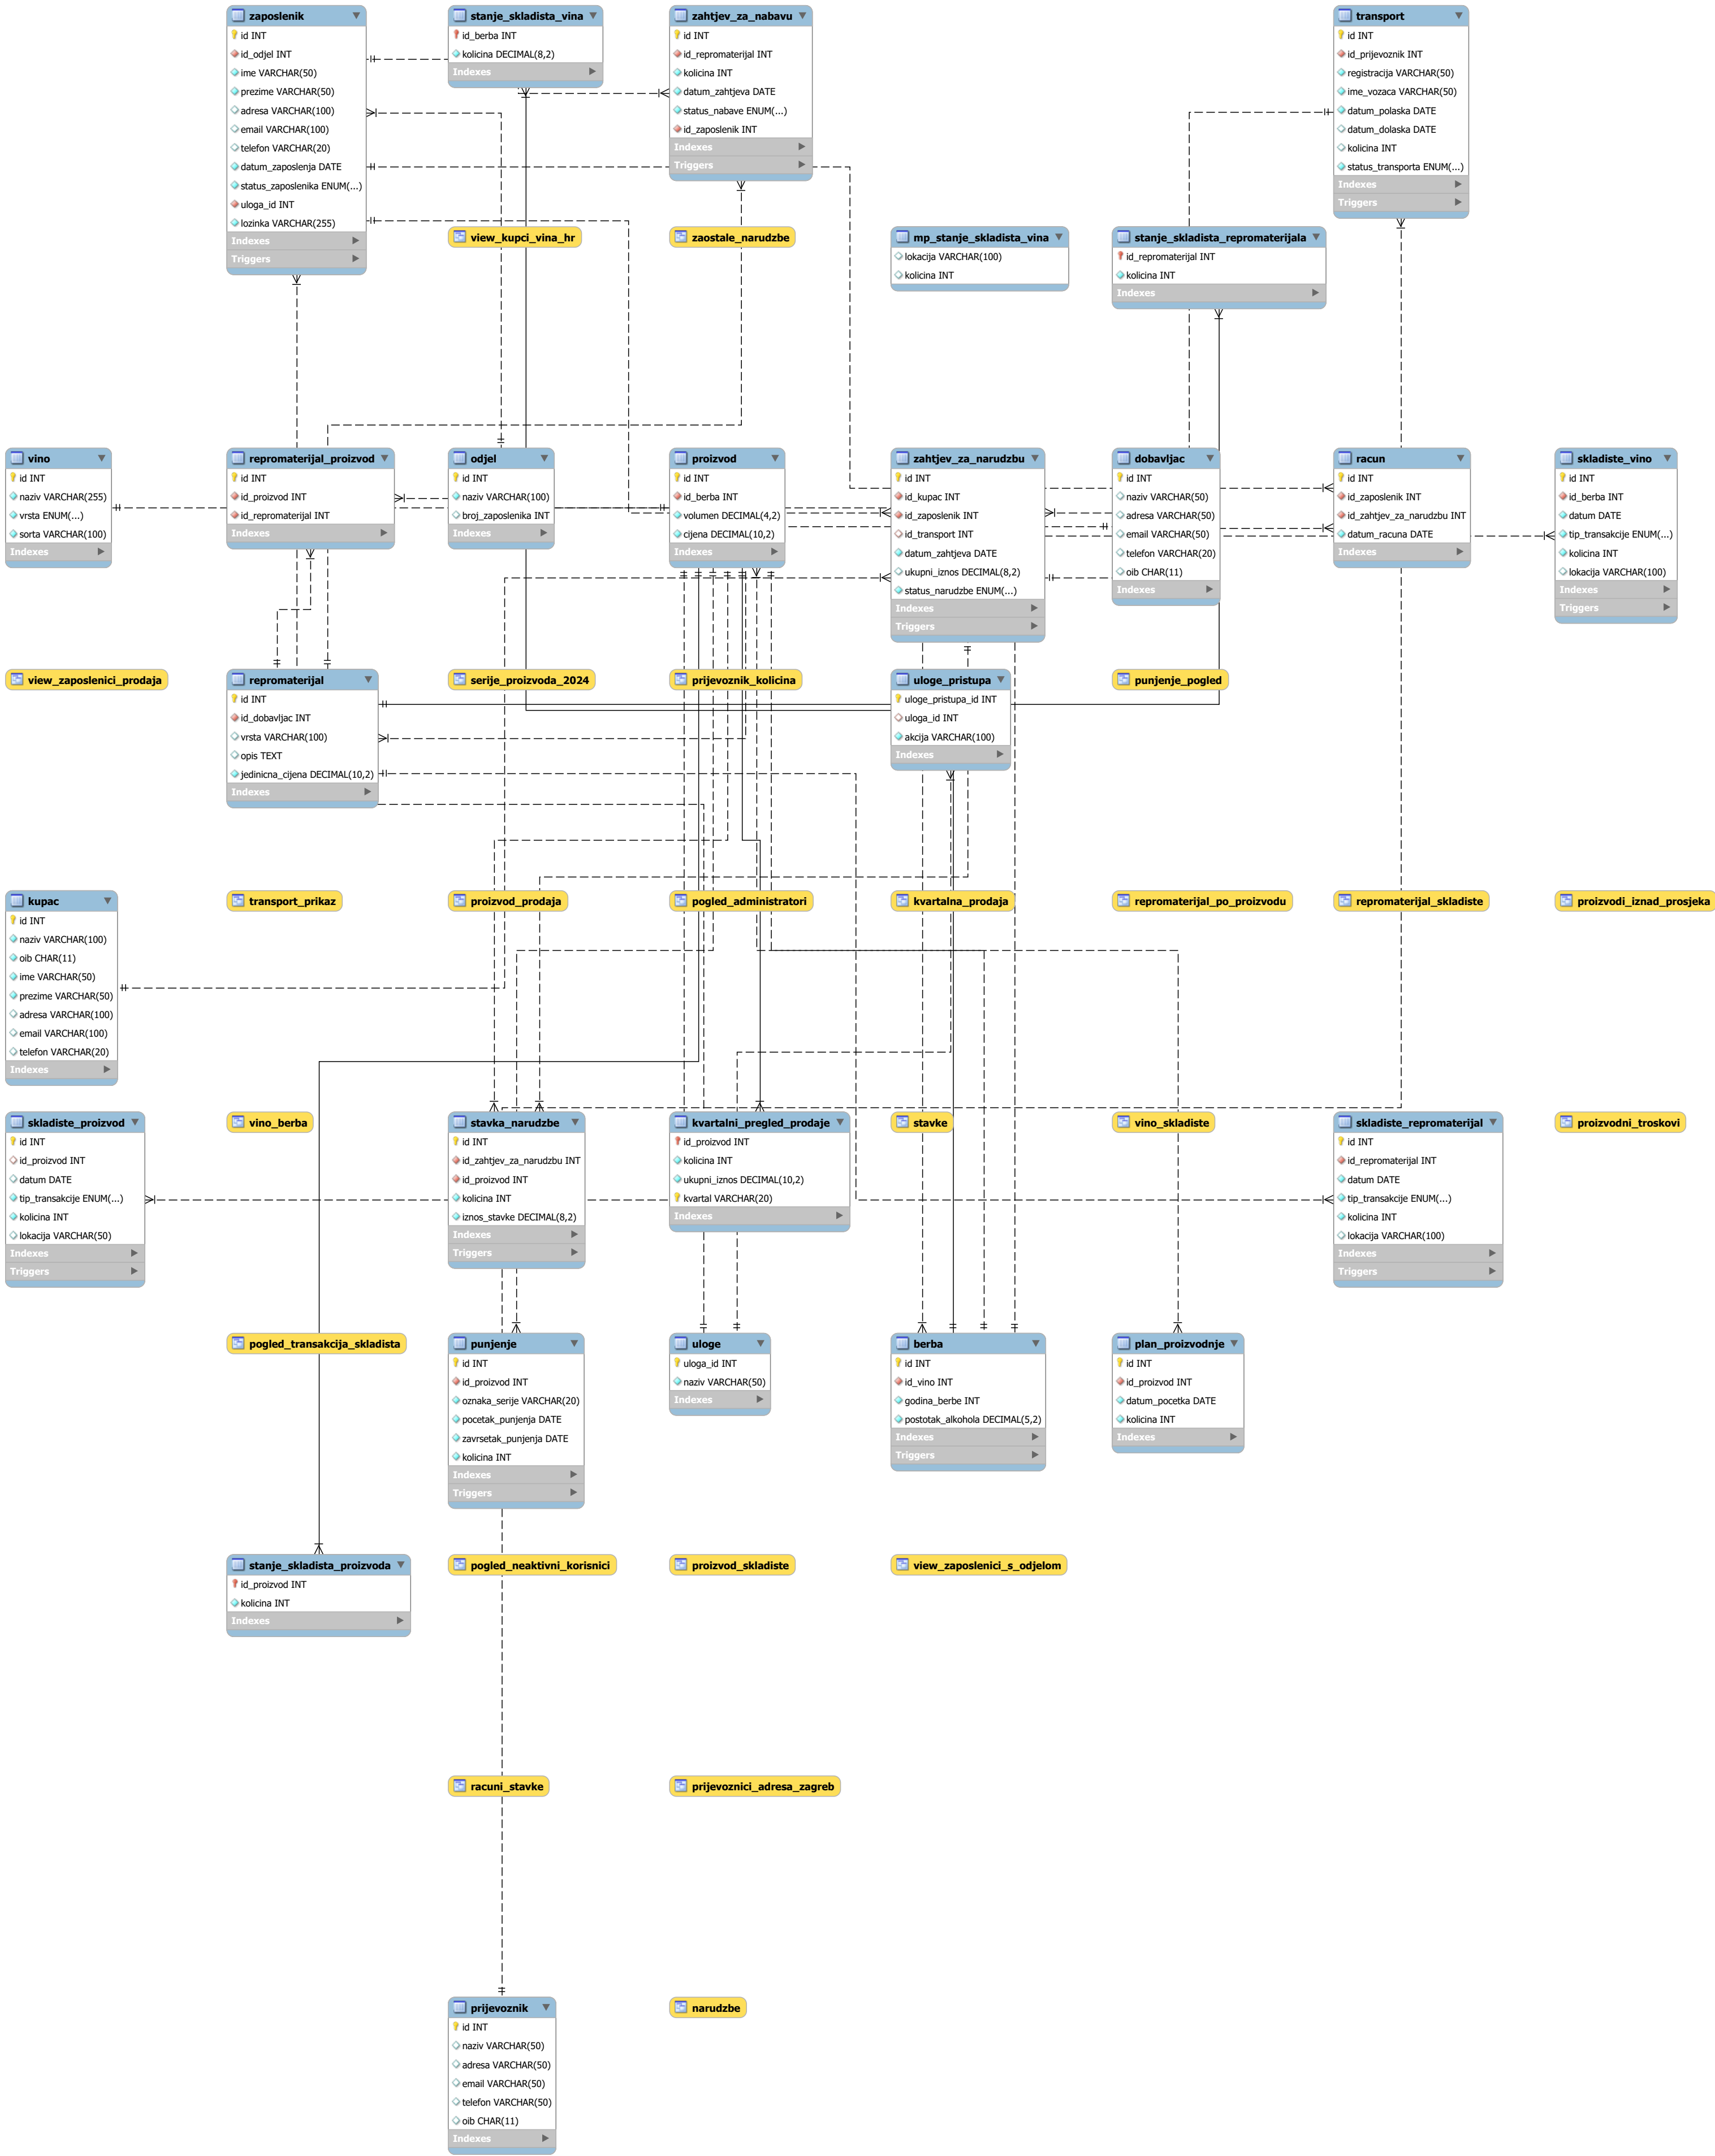 zaposlenik
id INT
id_odjel INT
ime VARCHAR(50)
prezime VARCHAR(50)
adresa VARCHAR(100)
email VARCHAR(100)
telefon VARCHAR(20)
datum_zaposlenja DATE
status_zaposlenika ENUM(...)
uloga_id INT
lozinka VARCHAR(255)
Indexes
Triggers
stanje_skladista_vina
id_berba INT
kolicina DECIMAL(8,2)
Indexes
zahtjev_za_nabavu
id INT
id_repromaterijal INT
kolicina INT
datum_zahtjeva DATE
status_nabave ENUM(...)
id_zaposlenik INT
Indexes
Triggers
transport
id INT
id_prijevoznik INT
registracija VARCHAR(50)
ime_vozaca VARCHAR(50)
datum_polaska DATE
datum_dolaska DATE
kolicina INT
status_transporta ENUM(...)
Indexes
Triggers
view_kupci_vina_hr
zaostale_narudzbe
mp_stanje_skladista_vina
lokacija VARCHAR(100)
kolicina INT
stanje_skladista_repromaterijala
id_repromaterijal INT
kolicina INT
Indexes
vino
id INT
naziv VARCHAR(255)
vrsta ENUM(...)
sorta VARCHAR(100)
Indexes
repromaterijal_proizvod
id INT
id_proizvod INT
id_repromaterijal INT
Indexes
odjel
id INT
naziv VARCHAR(100)
broj_zaposlenika INT
Indexes
proizvod
id INT
id_berba INT
volumen DECIMAL(4,2)
cijena DECIMAL(10,2)
Indexes
zahtjev_za_narudzbu
id INT
id_kupac INT
id_zaposlenik INT
id_transport INT
datum_zahtjeva DATE
ukupni_iznos DECIMAL(8,2)
status_narudzbe ENUM(...)
Indexes
Triggers
dobavljac
id INT
naziv VARCHAR(50)
adresa VARCHAR(50)
email VARCHAR(50)
telefon VARCHAR(20)
oib CHAR(11)
Indexes
racun
id INT
id_zaposlenik INT
id_zahtjev_za_narudzbu INT
datum_racuna DATE
Indexes
skladiste_vino
id INT
id_berba INT
datum DATE
tip_transakcije ENUM(...)
kolicina INT
lokacija VARCHAR(100)
Indexes
Triggers
view_zaposlenici_prodaja
repromaterijal
id INT
id_dobavljac INT
vrsta VARCHAR(100)
opis TEXT
jedinicna_cijena DECIMAL(10,2)
Indexes
serije_proizvoda_2024
prijevoznik_kolicina
uloge_pristupa
uloge_pristupa_id INT
uloga_id INT
akcija VARCHAR(100)
Indexes
punjenje_pogled
kupac
id INT
naziv VARCHAR(100)
oib CHAR(11)
ime VARCHAR(50)
prezime VARCHAR(50)
adresa VARCHAR(100)
email VARCHAR(100)
telefon VARCHAR(20)
Indexes
transport_prikaz
proizvod_prodaja
pogled_administratori
kvartalna_prodaja
repromaterijal_po_proizvodu
repromaterijal_skladiste
proizvodi_iznad_prosjeka
skladiste_proizvod
id INT
id_proizvod INT
datum DATE
tip_transakcije ENUM(...)
kolicina INT
lokacija VARCHAR(50)
Indexes
Triggers
vino_berba
stavka_narudzbe
id INT
id_zahtjev_za_narudzbu INT
id_proizvod INT
kolicina INT
iznos_stavke DECIMAL(8,2)
Indexes
Triggers
kvartalni_pregled_prodaje
id_proizvod INT
kolicina INT
ukupni_iznos DECIMAL(10,2)
kvartal VARCHAR(20)
Indexes
stavke
vino_skladiste
skladiste_repromaterijal
id INT
id_repromaterijal INT
datum DATE
tip_transakcije ENUM(...)
kolicina INT
lokacija VARCHAR(100)
Indexes
Triggers
proizvodni_troskovi
pogled_transakcija_skladista
punjenje
id INT
id_proizvod INT
oznaka_serije VARCHAR(20)
pocetak_punjenja DATE
zavrsetak_punjenja DATE
kolicina INT
Indexes
Triggers
uloge
uloga_id INT
naziv VARCHAR(50)
Indexes
berba
id INT
id_vino INT
godina_berbe INT
postotak_alkohola DECIMAL(5,2)
Indexes
Triggers
plan_proizvodnje
id INT
id_proizvod INT
datum_pocetka DATE
kolicina INT
Indexes
stanje_skladista_proizvoda
id_proizvod INT
kolicina INT
Indexes
pogled_neaktivni_korisnici
proizvod_skladiste
view_zaposlenici_s_odjelom
racuni_stavke
prijevoznici_adresa_zagreb
prijevoznik
id INT
naziv VARCHAR(50)
adresa VARCHAR(50)
email VARCHAR(50)
telefon VARCHAR(50)
oib CHAR(11)
Indexes
narudzbe